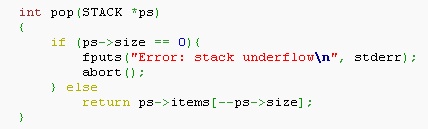 int pop(STACK *ps)
{
    if (ps->size == 0){
        fputs("Error: stack underflow\n", stderr);
        abort();
    } else
        return ps->items[--ps->size];
}